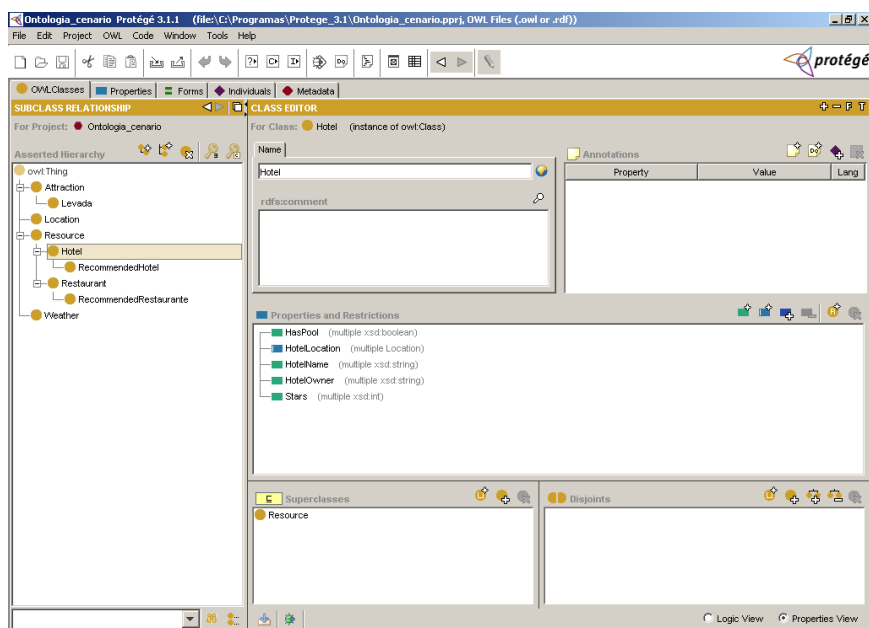 Ontologia_cenario Protégé 3.1.1 (file:\C:\Programas\Protege_3.1\Ontologia_cenario.pprj, OWL Files (.owl or .rdf))
File Edit Project OWL Code Window Tools Help
protégé
OWLClasses Properties Forms Individuals Metadata
SUBCLASS RELATIONSHIP
CLASS EDITOR
For Project: Ontologia_cenario
For Class: Hotel (instance of owl:Class)
Asserted Hierarchy
Name
Annotations
owl:Thing
Hotel
Property Value Lang
Attraction
Levada
rdfs:comment
Location
Resource
Hotel
RecommendedHotel
Restaurant
RecommendedRestaurante
Weather
Properties and Restrictions
HasPool (multiple xsd:boolean)
HotelLocation (multiple Location)
HotelName (multiple xsd:string)
HotelOwner (multiple xsd:string)
Stars (multiple xsd:int)
Superclasses
Disjoints
Resource
Logic View Properties View